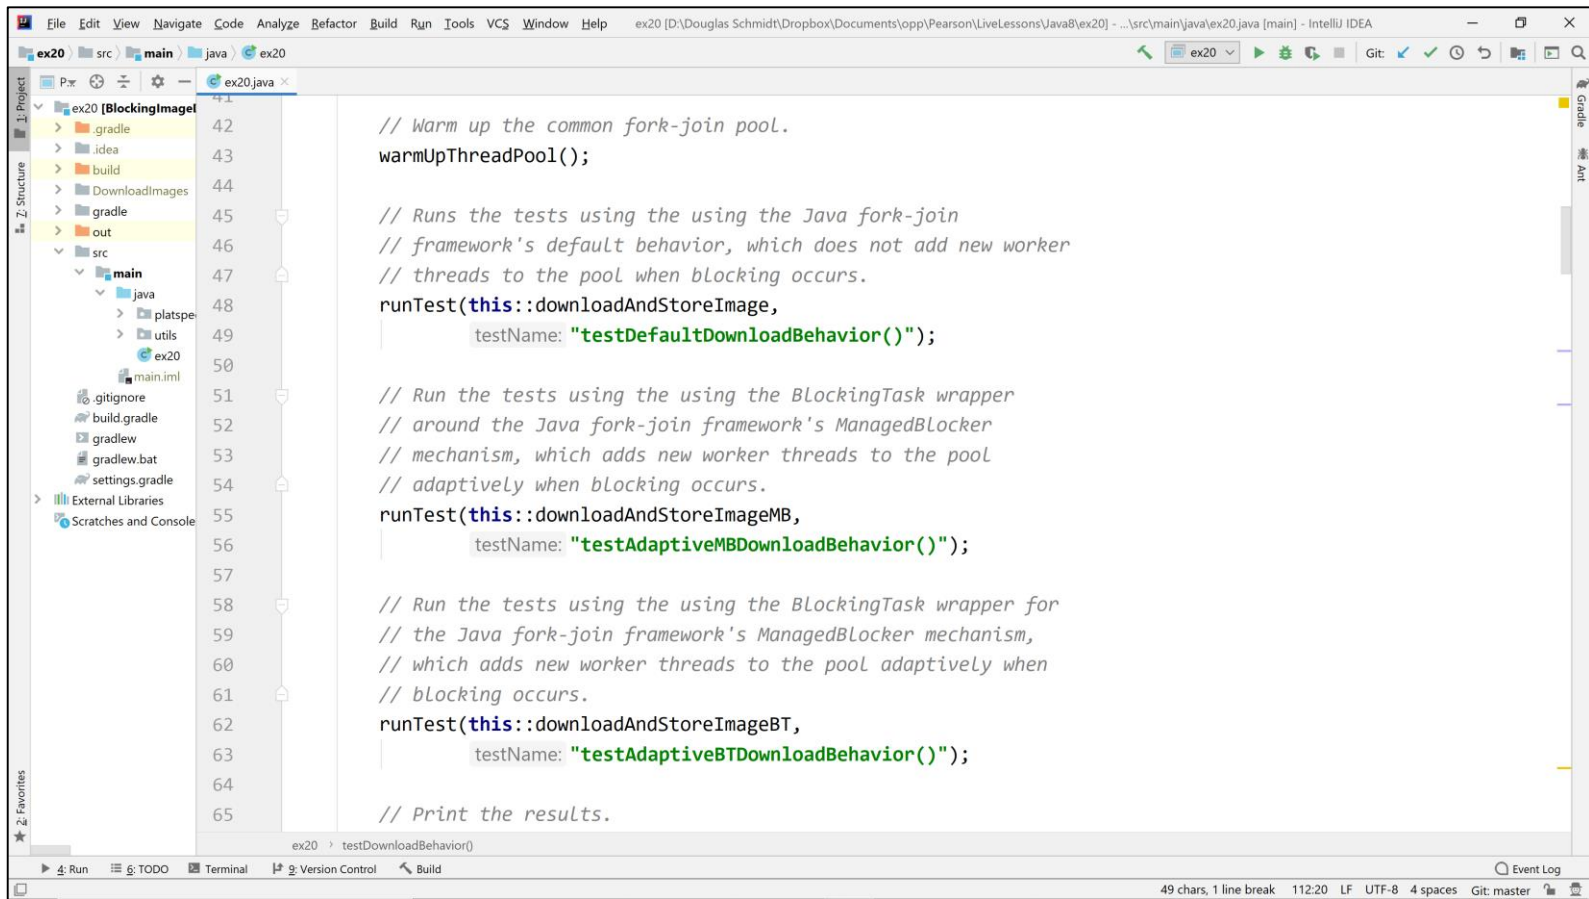 File Edit View Navigate Code Analyze Refactor Build Run Tools VCS Window Help ex20 [D:\Douglas Schmidt\Dropbox\Documents\opp\Pearson\LiveLessons\Java8\ex20] - ...\src\main\java\ex20.java [main] - IntelliJ IDEA
ex20 src main java ex20
ex20 Git:
1: Project
Z: Structure
2: Favorites
P
ex20 [BlockingImage
.gradle
.idea
build
DownloadImages
gradle
out
src
main
java
platspe
utils
ex20
main.iml
.gitignore
build.gradle
gradlew
gradlew.bat
settings.gradle
External Libraries
Scratches and Console
ex20.java
41
42 // Warm up the common fork-join pool.
43 warmUpThreadPool();
44
45 // Runs the tests using the using the Java fork-join
46 // framework's default behavior, which does not add new worker
47 // threads to the pool when blocking occurs.
48 runTest(this::downloadAndStoreImage,
49 testName: "testDefaultDownloadBehavior()");
50
51 // Run the tests using the using the BlockingTask wrapper
52 // around the Java fork-join framework's ManagedBlocker
53 // mechanism, which adds new worker threads to the pool
54 // adaptively when blocking occurs.
55 runTest(this::downloadAndStoreImageMB,
56 testName: "testAdaptiveMBDownloadBehavior()");
57
58 // Run the tests using the using the BlockingTask wrapper for
59 // the Java fork-join framework's ManagedBlocker mechanism,
60 // which adds new worker threads to the pool adaptively when
61 // blocking occurs.
62 runTest(this::downloadAndStoreImageBT,
63 testName: "testAdaptiveBTDownloadBehavior()");
64
65 // Print the results.
ex20 testDownloadBehavior()
Gradle
Ant
4: Run 6: TODO Terminal 9: Version Control Build Event Log
49 chars, 1 line break 112:20 LF UTF-8 4 spaces Git: master